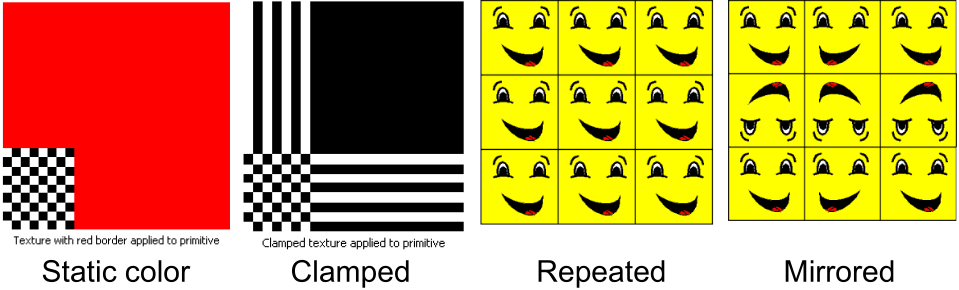 Texture with red border applied to primitive
Clamped texture applied to primitive
Static color
Clamped
Repeated
Mirrored